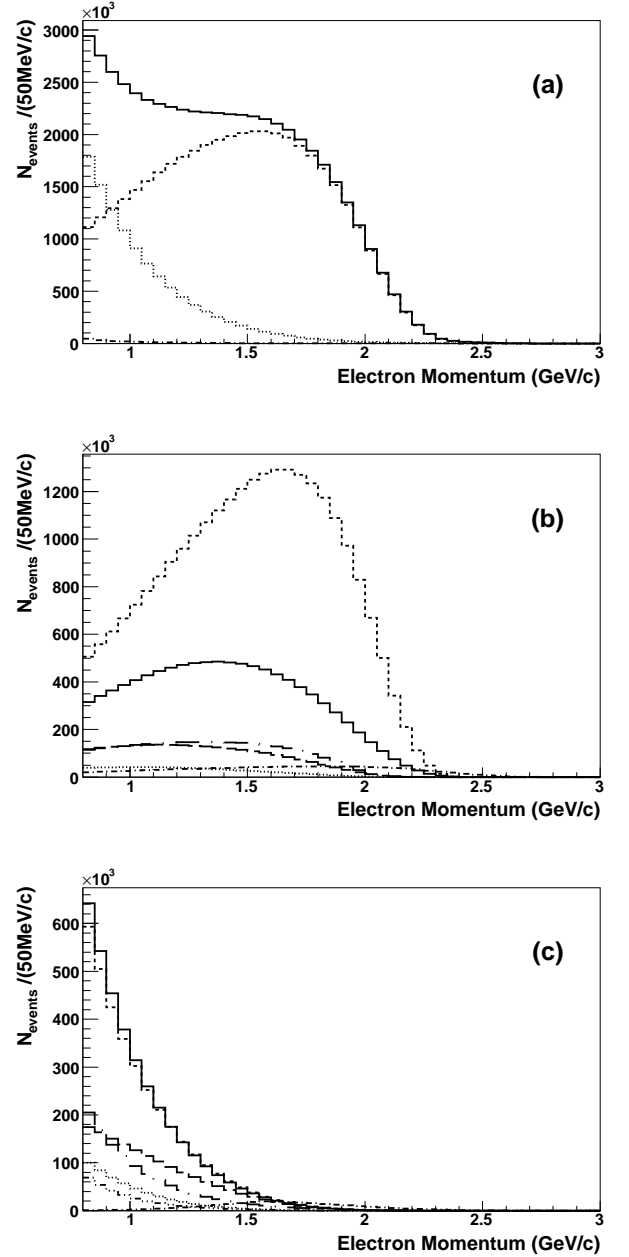 ×10³
3000
2500
2000
1500
1000
500
0
N_events /(50MeV/c)
(a)
1 1.5 2 2.5 3
Electron Momentum (GeV/c)
×10³
1200
1000
800
600
400
200
0
N_events /(50MeV/c)
(b)
1 1.5 2 2.5 3
Electron Momentum (GeV/c)
×10³
600
500
400
300
200
100
0
N_events /(50MeV/c)
(c)
1 1.5 2 2.5 3
Electron Momentum (GeV/c)